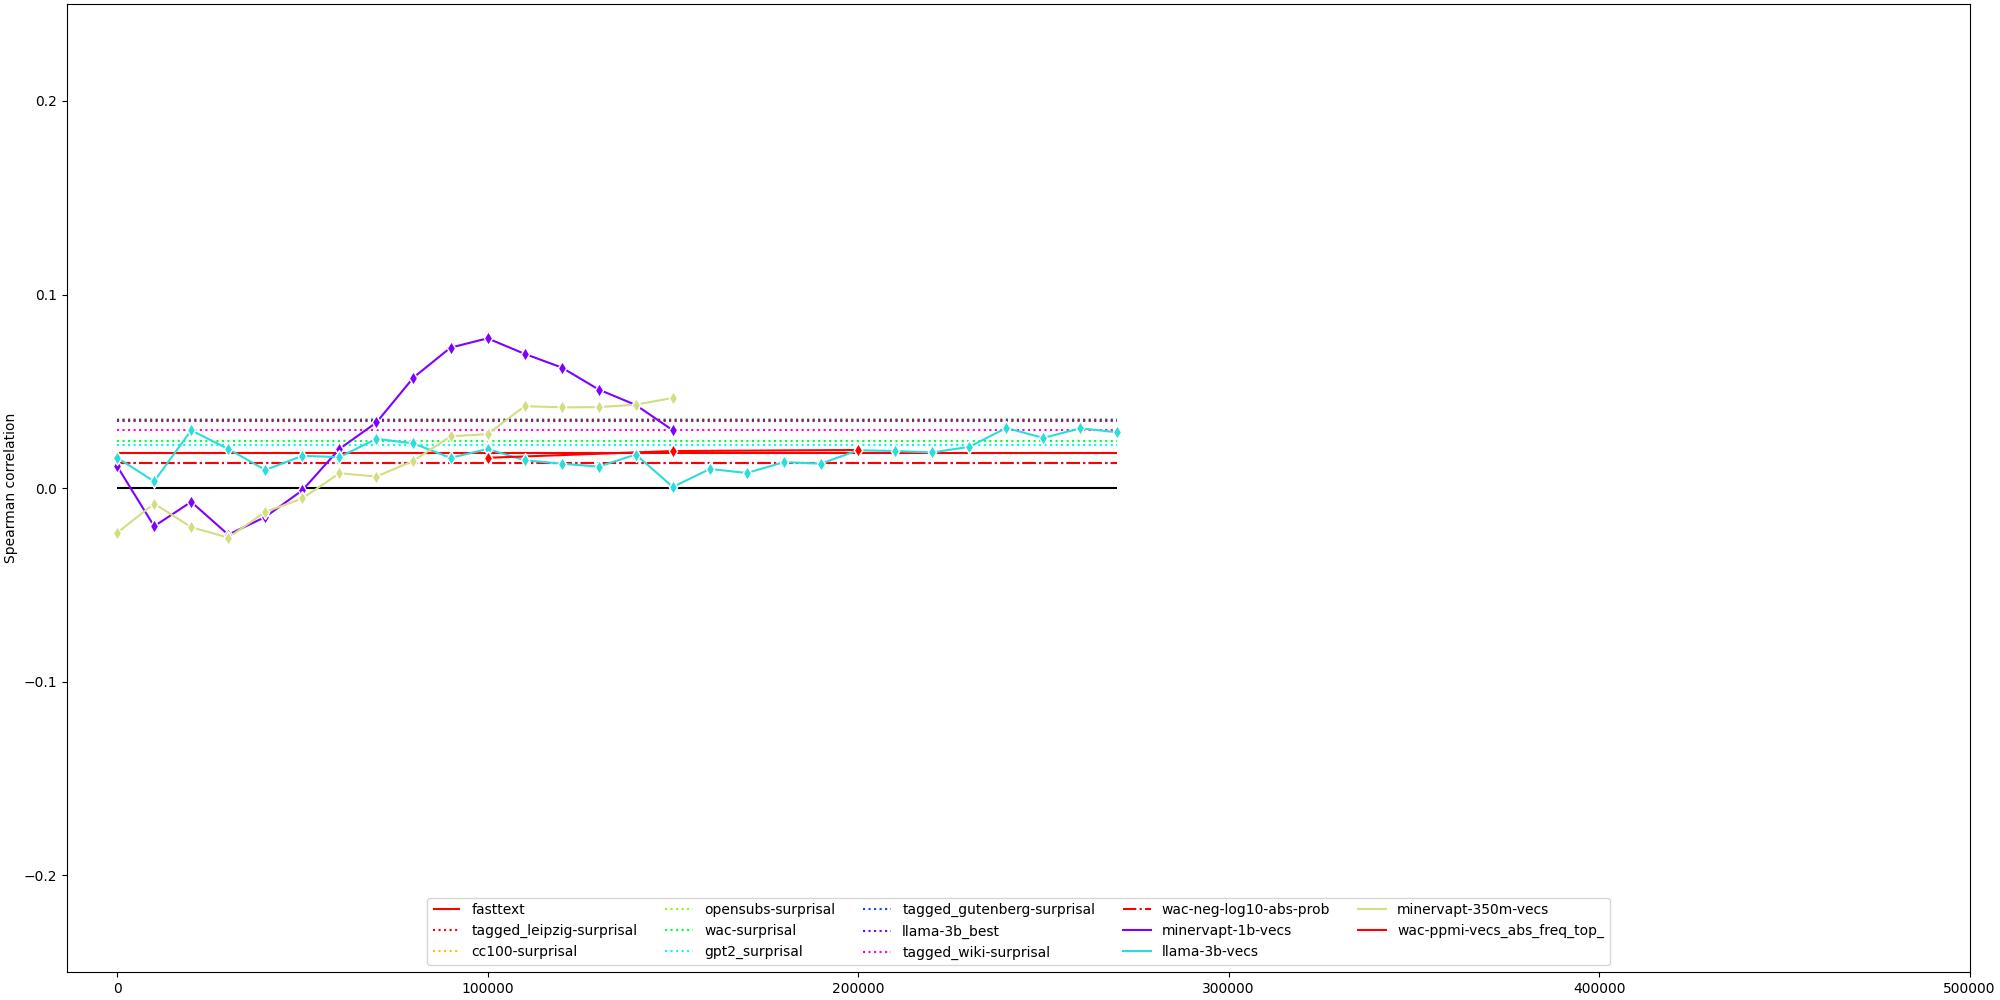 0.2
0.1
0.0
−0.1
−0.2
Spearman correlation
fasttext
tagged_leipzig-surprisal
cc100-surprisal
opensubs-surprisal
wac-surprisal
gpt2_surprisal
tagged_gutenberg-surprisal
llama-3b_best
tagged_wiki-surprisal
wac-neg-log10-abs-prob
minervapt-1b-vecs
llama-3b-vecs
minervapt-350m-vecs
wac-ppmi-vecs_abs_freq_top_
0 100000 200000 300000 400000 500000